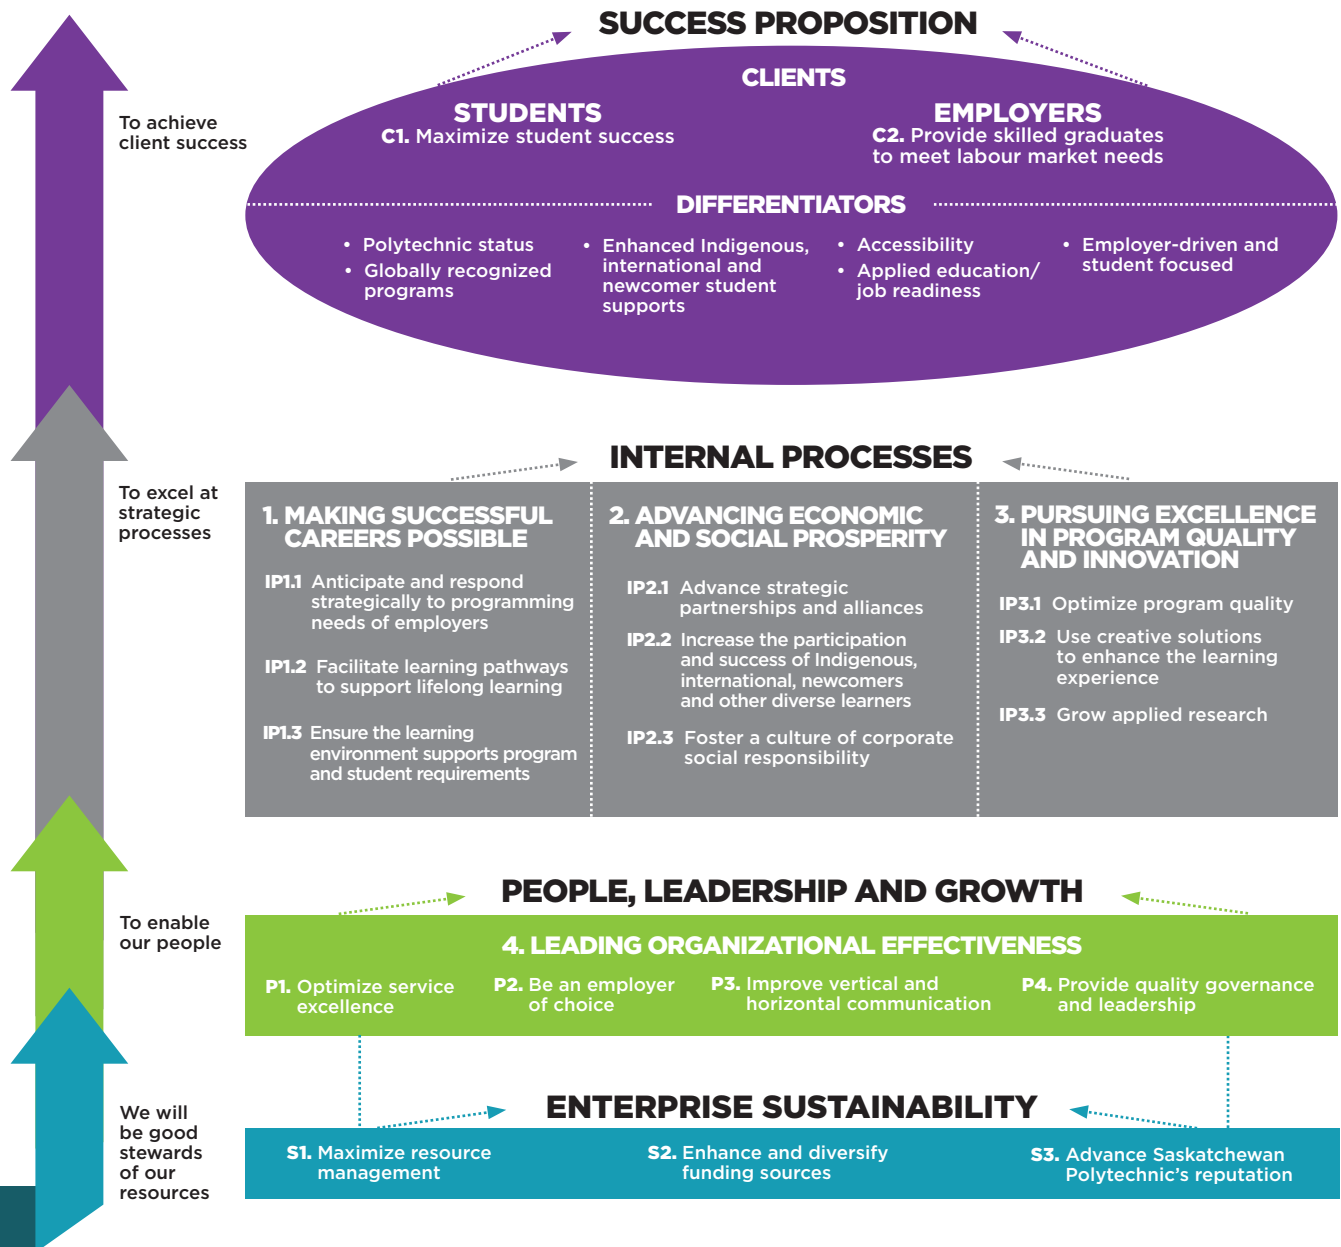 SUCCESS PROPOSITION
To achieve
client success
CLIENTS
STUDENTS
C1. Maximize student success
EMPLOYERS
C2. Provide skilled graduates
to meet labour market needs
DIFFERENTIATORS
• Polytechnic status
• Globally recognized
programs
• Enhanced Indigenous,
international and
newcomer student
supports
• Accessibility
• Applied education/
job readiness
• Employer-driven and
student focused
INTERNAL PROCESSES
To excel at
strategic
processes
1. MAKING SUCCESSFUL
CAREERS POSSIBLE
IP1.1 Anticipate and respond
strategically to programming
needs of employers
IP1.2 Facilitate learning pathways
to support lifelong learning
IP1.3 Ensure the learning
environment supports program
and student requirements
2. ADVANCING ECONOMIC
AND SOCIAL PROSPERITY
IP2.1 Advance strategic
partnerships and alliances
IP2.2 Increase the participation
and success of Indigenous,
international, newcomers
and other diverse learners
IP2.3 Foster a culture of corporate
social responsibility
3. PURSUING EXCELLENCE
IN PROGRAM QUALITY
AND INNOVATION
IP3.1 Optimize program quality
IP3.2 Use creative solutions
to enhance the learning
experience
IP3.3 Grow applied research
PEOPLE, LEADERSHIP AND GROWTH
To enable
our people
4. LEADING ORGANIZATIONAL EFFECTIVENESS
P1. Optimize service
excellence
P2. Be an employer
of choice
P3. Improve vertical and
horizontal communication
P4. Provide quality governance
and leadership
ENTERPRISE SUSTAINABILITY
We will
be good
stewards
of our
resources
S1. Maximize resource
management
S2. Enhance and diversify
funding sources
S3. Advance Saskatchewan
Polytechnic's reputation